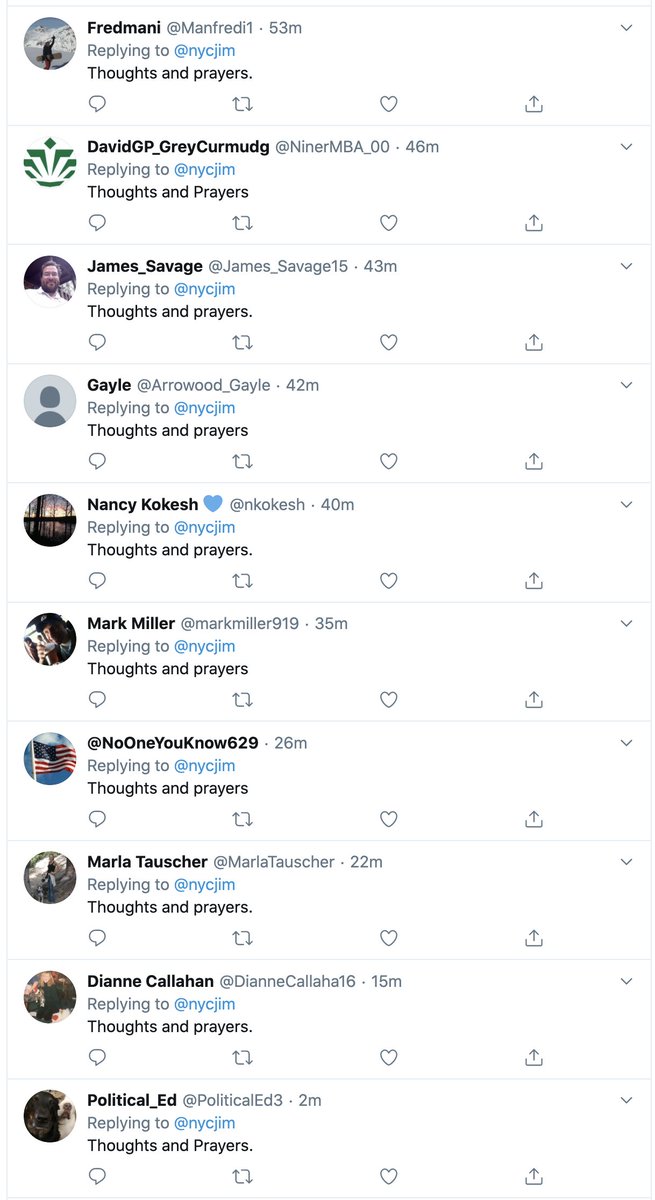 Fredmani @Manfredi1 · 53m
Replying to @nycjim
Thoughts and prayers.
DavidGP_GreyCurmudg @NinerMBA_00 · 46m
Replying to @nycjim
Thoughts and Prayers
James_Savage @James_Savage15 · 43m
Replying to @nycjim
Thoughts and prayers.
Gayle @Arrowood_Gayle · 42m
Replying to @nycjim
Thoughts and prayers
Nancy Kokesh 💙 @nkokesh · 40m
Replying to @nycjim
Thoughts and prayers.
Mark Miller @markmiller919 · 35m
Replying to @nycjim
Thoughts and prayers
@NoOneYouKnow629 · 26m
Replying to @nycjim
Thoughts and prayers
Marla Tauscher @MarlaTauscher · 22m
Replying to @nycjim
Thoughts and prayers.
Dianne Callahan @DianneCallaha16 · 15m
Replying to @nycjim
Thoughts and prayers.
Political_Ed @PoliticalEd3 · 2m
Replying to @nycjim
Thoughts and Prayers.